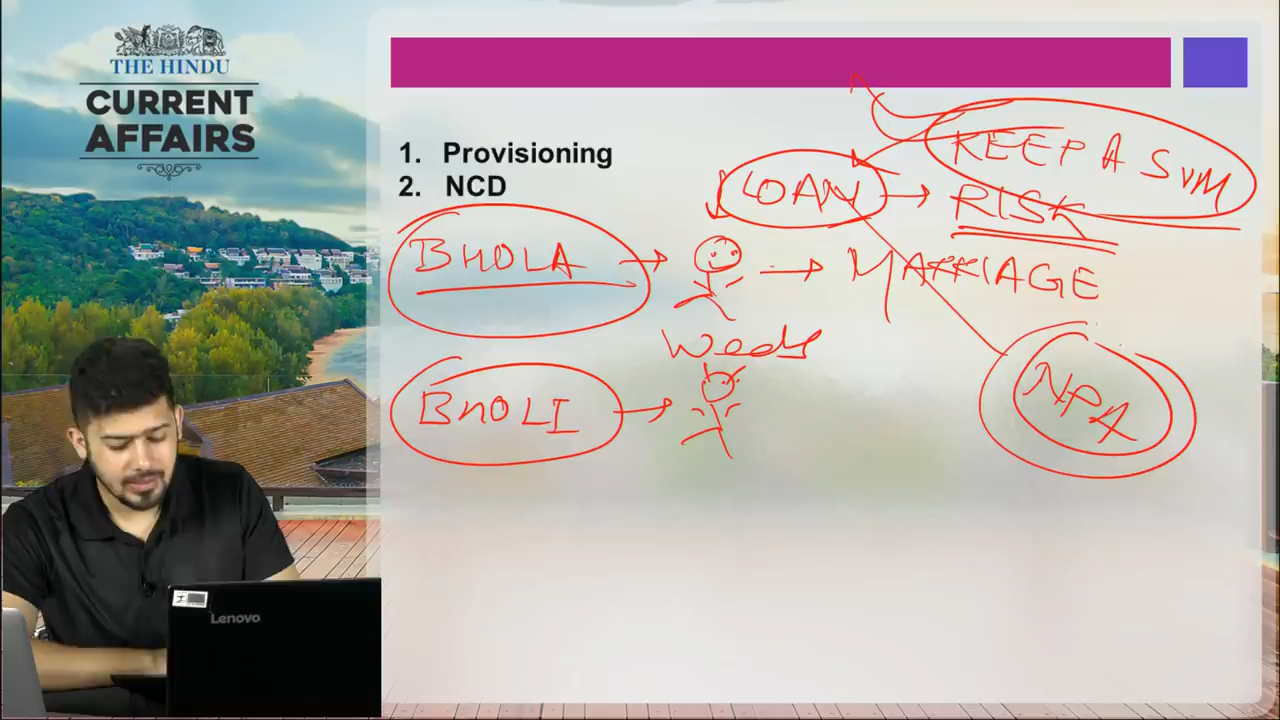 THE HINDU
CURRENT
AFFAIRS
1. Provisioning
2. NCD
KEEP A SUM
LOAN → RISK
BHOLA → → MARRIAGE
Weds
BHOLI →
NPA
Lenovo